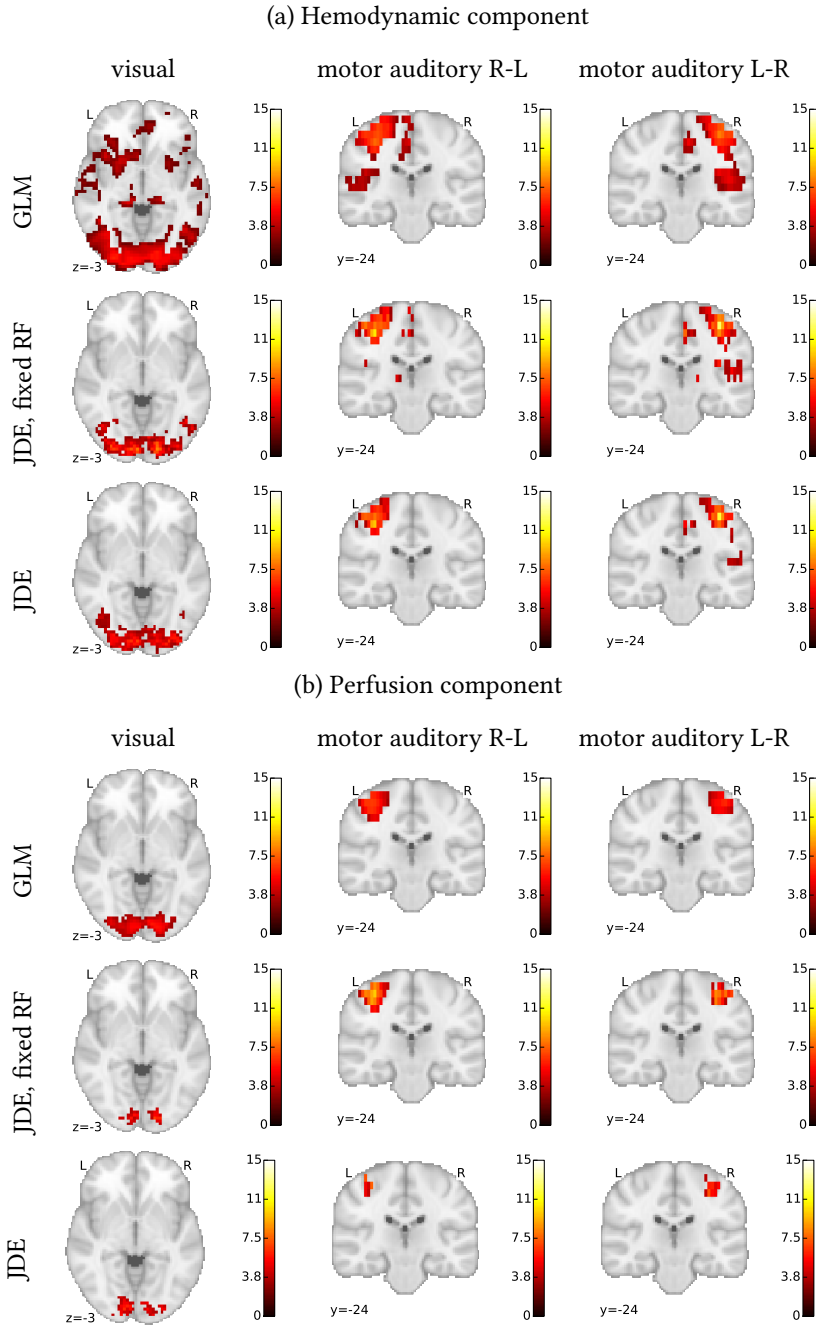 (a) Hemodynamic component
visual motor auditory R-L motor auditory L-R
GLM
L R 15 11 7.5 3.8 0 z=-3
L R 15 11 7.5 3.8 0 y=-24
L R 15 11 7.5 3.8 0 y=-24
JDE, fixed RF
L R 15 11 7.5 3.8 0 z=-3
L R 15 11 7.5 3.8 0 y=-24
L R 15 11 7.5 3.8 0 y=-24
JDE
L R 15 11 7.5 3.8 0 z=-3
L R 15 11 7.5 3.8 0 y=-24
L R 15 11 7.5 3.8 0 y=-24
(b) Perfusion component
visual motor auditory R-L motor auditory L-R
GLM
L R 15 11 7.5 3.8 0 z=-3
L R 15 11 7.5 3.8 0 y=-24
L R 15 11 7.5 3.8 0 y=-24
JDE, fixed RF
L R 15 11 7.5 3.8 0 z=-3
L R 15 11 7.5 3.8 0 y=-24
L R 15 11 7.5 3.8 0 y=-24
JDE
L R 15 11 7.5 3.8 0 z=-3
L R 15 11 7.5 3.8 0 y=-24
L R 15 11 7.5 3.8 0 y=-24